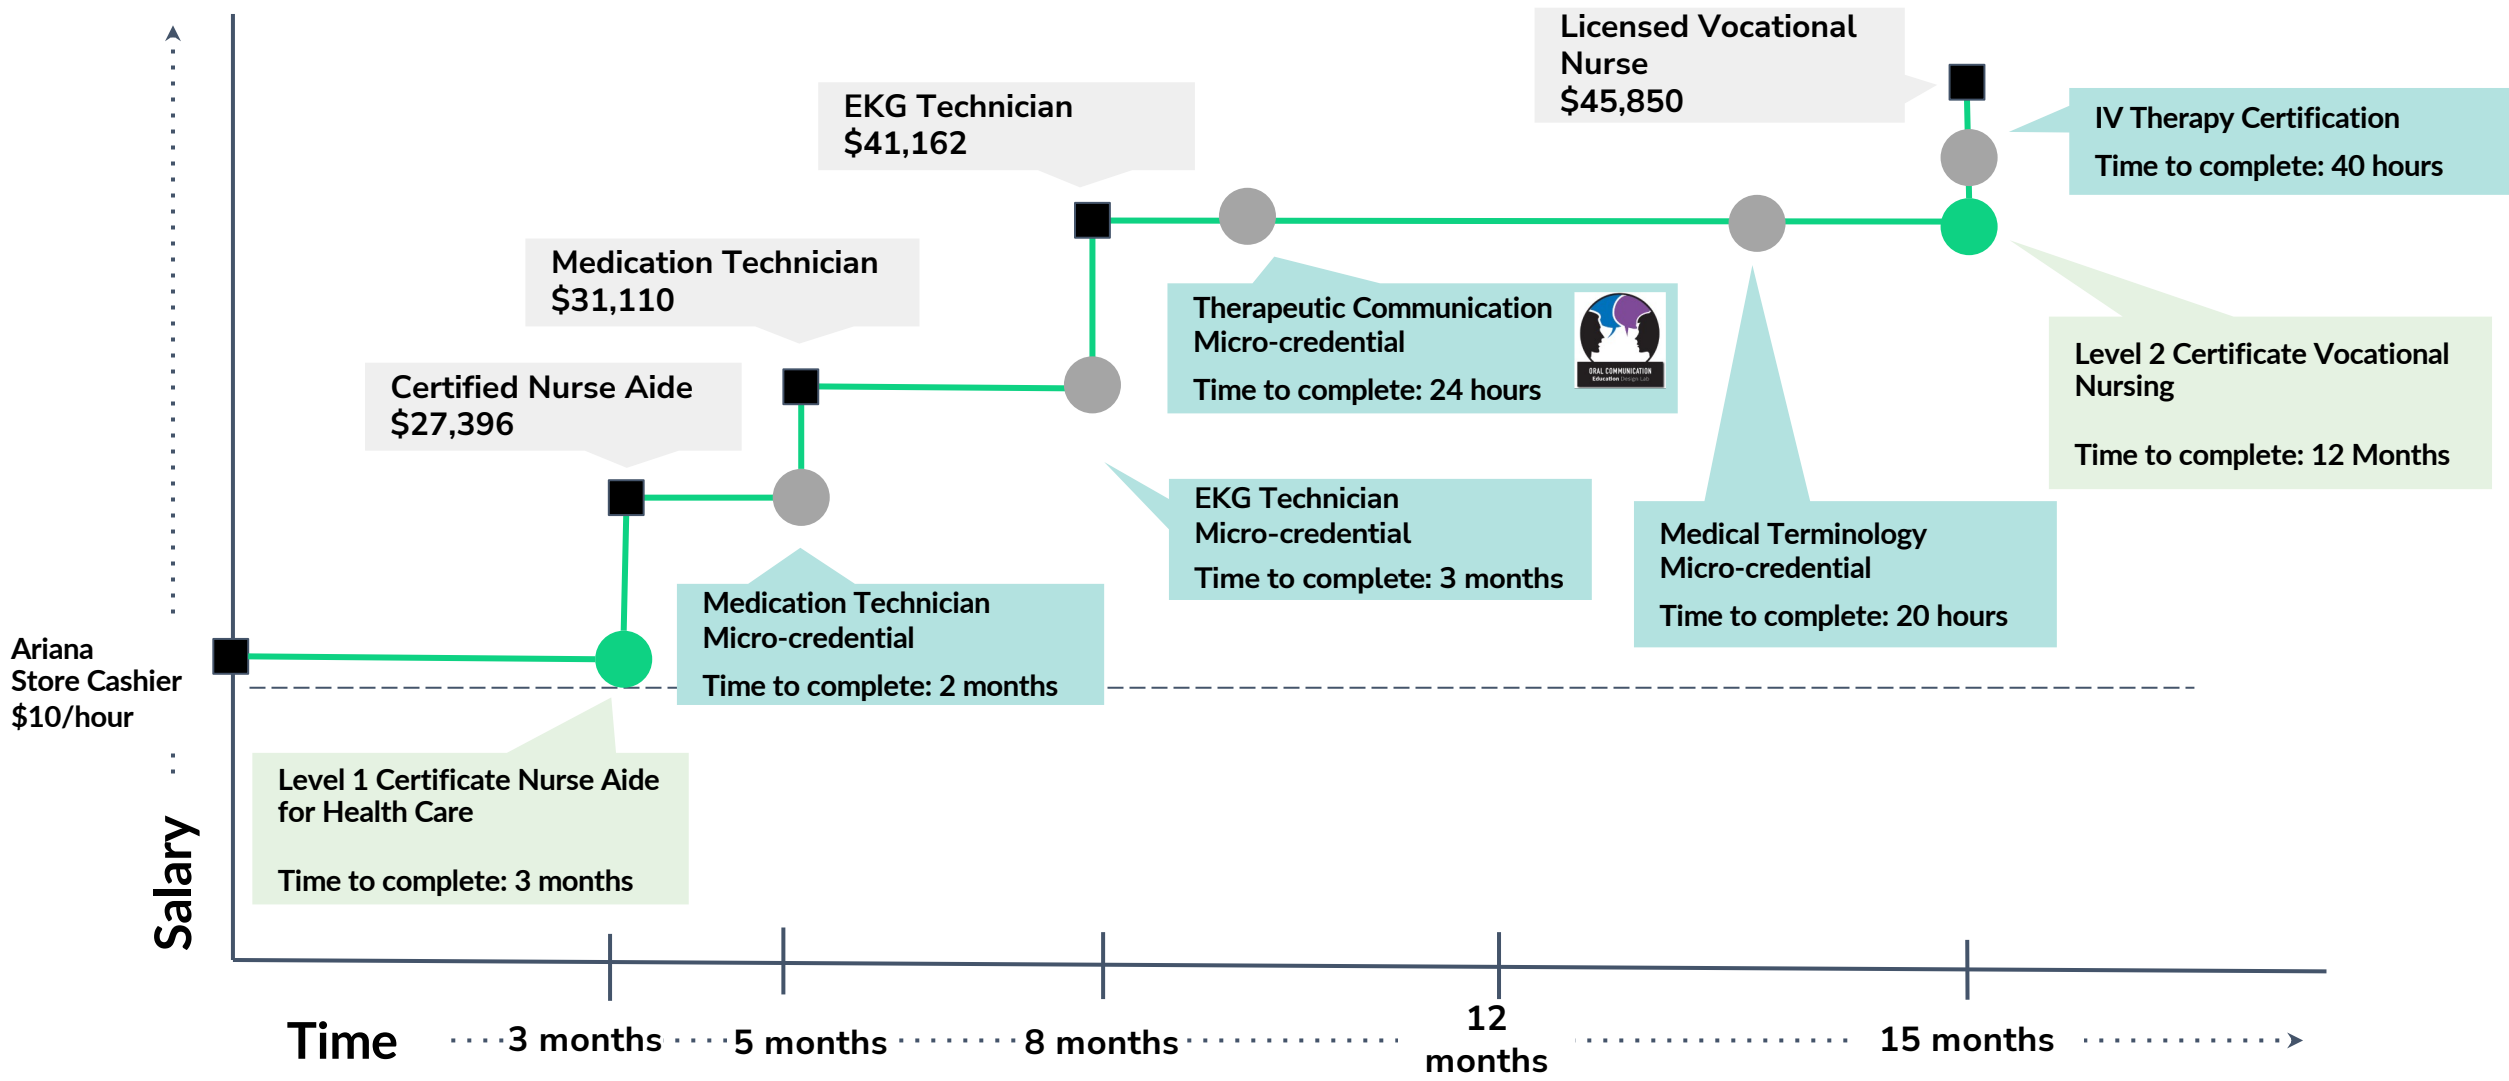 Licensed Vocational
Nurse
$45,850
EKG Technician
$41,162
IV Therapy Certification
Time to complete: 40 hours
Medication Technician
$31,110
Therapeutic Communication
Micro-credential
Time to complete: 24 hours
ORAL COMMUNICATION
Education Design Lab
Level 2 Certificate Vocational
Nursing
Time to complete: 12 Months
Certified Nurse Aide
$27,396
EKG Technician
Micro-credential
Time to complete: 3 months
Medical Terminology
Micro-credential
Time to complete: 20 hours
Medication Technician
Micro-credential
Time to complete: 2 months
Ariana
Store Cashier
$10/hour
Level 1 Certificate Nurse Aide
for Health Care
Time to complete: 3 months
Salary
Time
3 months
5 months
8 months
12
months
15 months